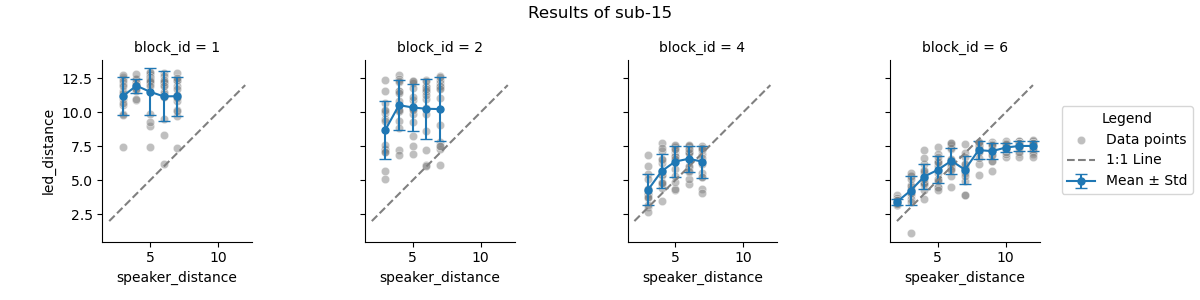 Results of sub-15
block_id = 1
block_id = 2
block_id = 4
block_id = 6
led_distance
12.5
10.0
7.5
5.0
2.5
5 10
5 10
5 10
5 10
speaker_distance
speaker_distance
speaker_distance
speaker_distance
Legend
Data points
1:1 Line
Mean ± Std